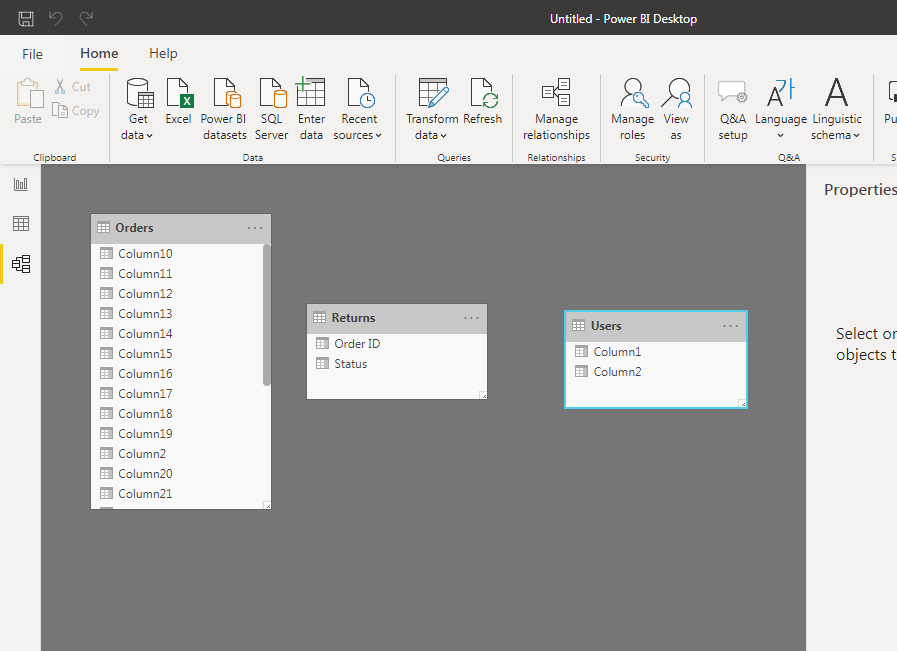 Untitled - Power BI Desktop
File
Home
Help
Paste
Cut
Copy
Clipboard
Get
data
Excel
Power BI
datasets
SQL
Server
Enter
data
Recent
sources
Data
Transform
data
Refresh
Queries
Manage
relationships
Relationships
Manage
roles
View
as
Security
Q&A
setup
Language
Linguistic
schema
Q&A
Pu
S
Properties
Orders
Column10
Column11
Column12
Column13
Column14
Column15
Column16
Column17
Column18
Column19
Column2
Column20
Column21
Returns
Order ID
Status
Users
Column1
Column2
Select or
objects t